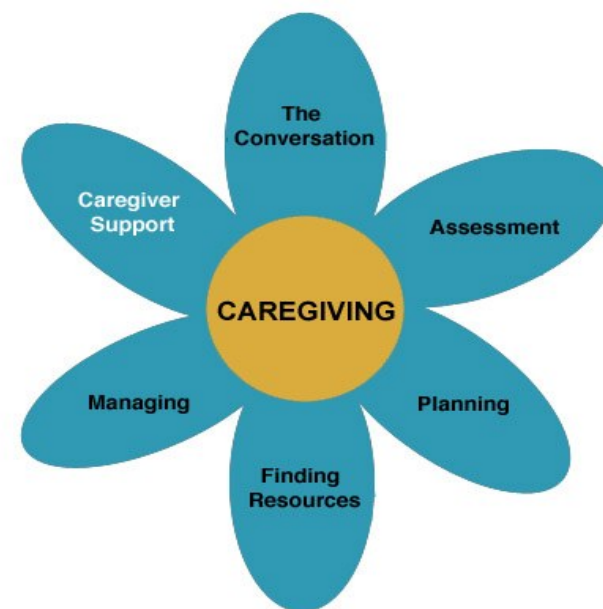 The
Conversation
Caregiver
Support
Assessment
CAREGIVING
Managing
Planning
Finding
Resources